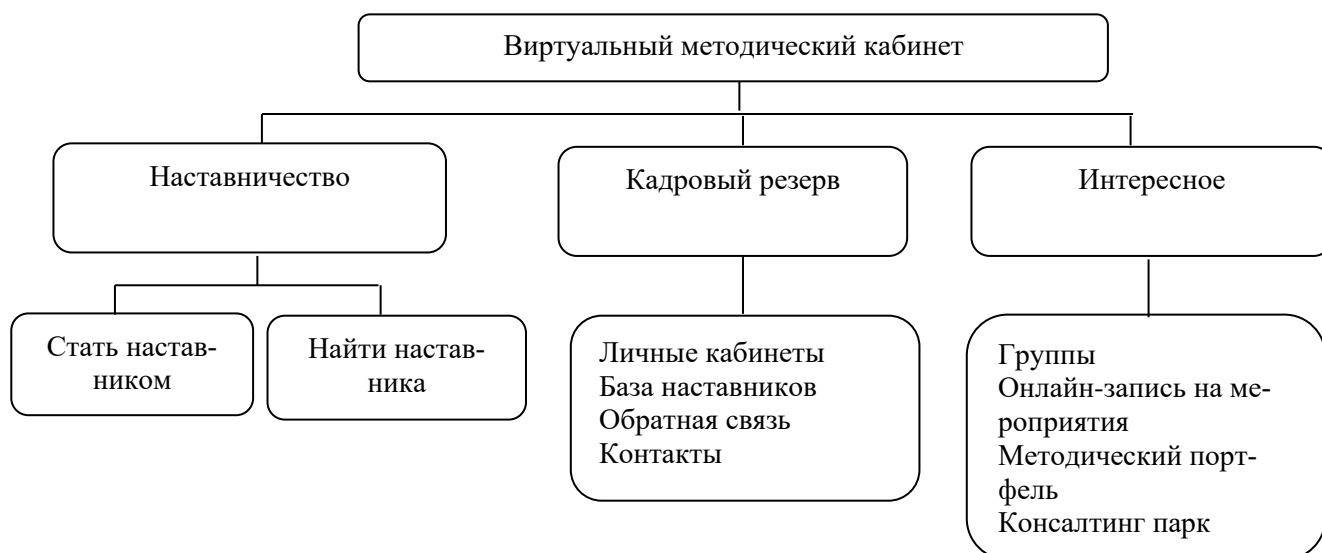 Виртуальный методический кабинет
Наставничество
Кадровый резерв
Интересное
Стать настав-
ником
Найти настав-
ника
Личные кабинеты
База наставников
Обратная связь
Контакты
Группы
Онлайн-запись на ме-
роприятия
Методический порт-
фель
Консалтинг парк